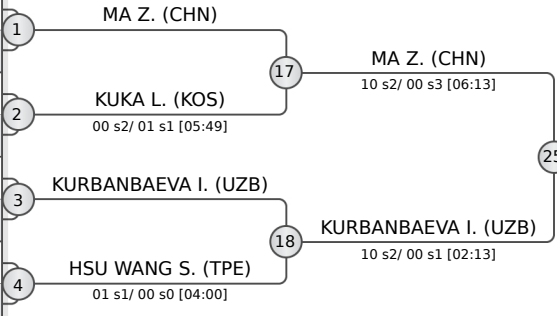 MA Z. (CHN)
1
17
MA Z. (CHN)
10 s2/ 00 s3 [06:13]
KUKA L. (KOS)
2
00 s2/ 01 s1 [05:49]
25
KURBANBAEVA I. (UZB)
3
18
KURBANBAEVA I. (UZB)
10 s2/ 00 s1 [02:13]
HSU WANG S. (TPE)
4
01 s1/ 00 s0 [04:00]